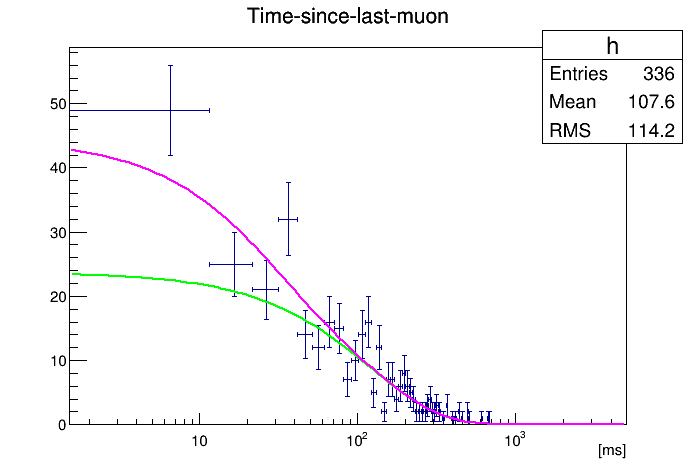 Time-since-last-muon
h
Entries 336
Mean 107.6
RMS 114.2
50
40
30
20
10
0
10 10² 10³
[ms]